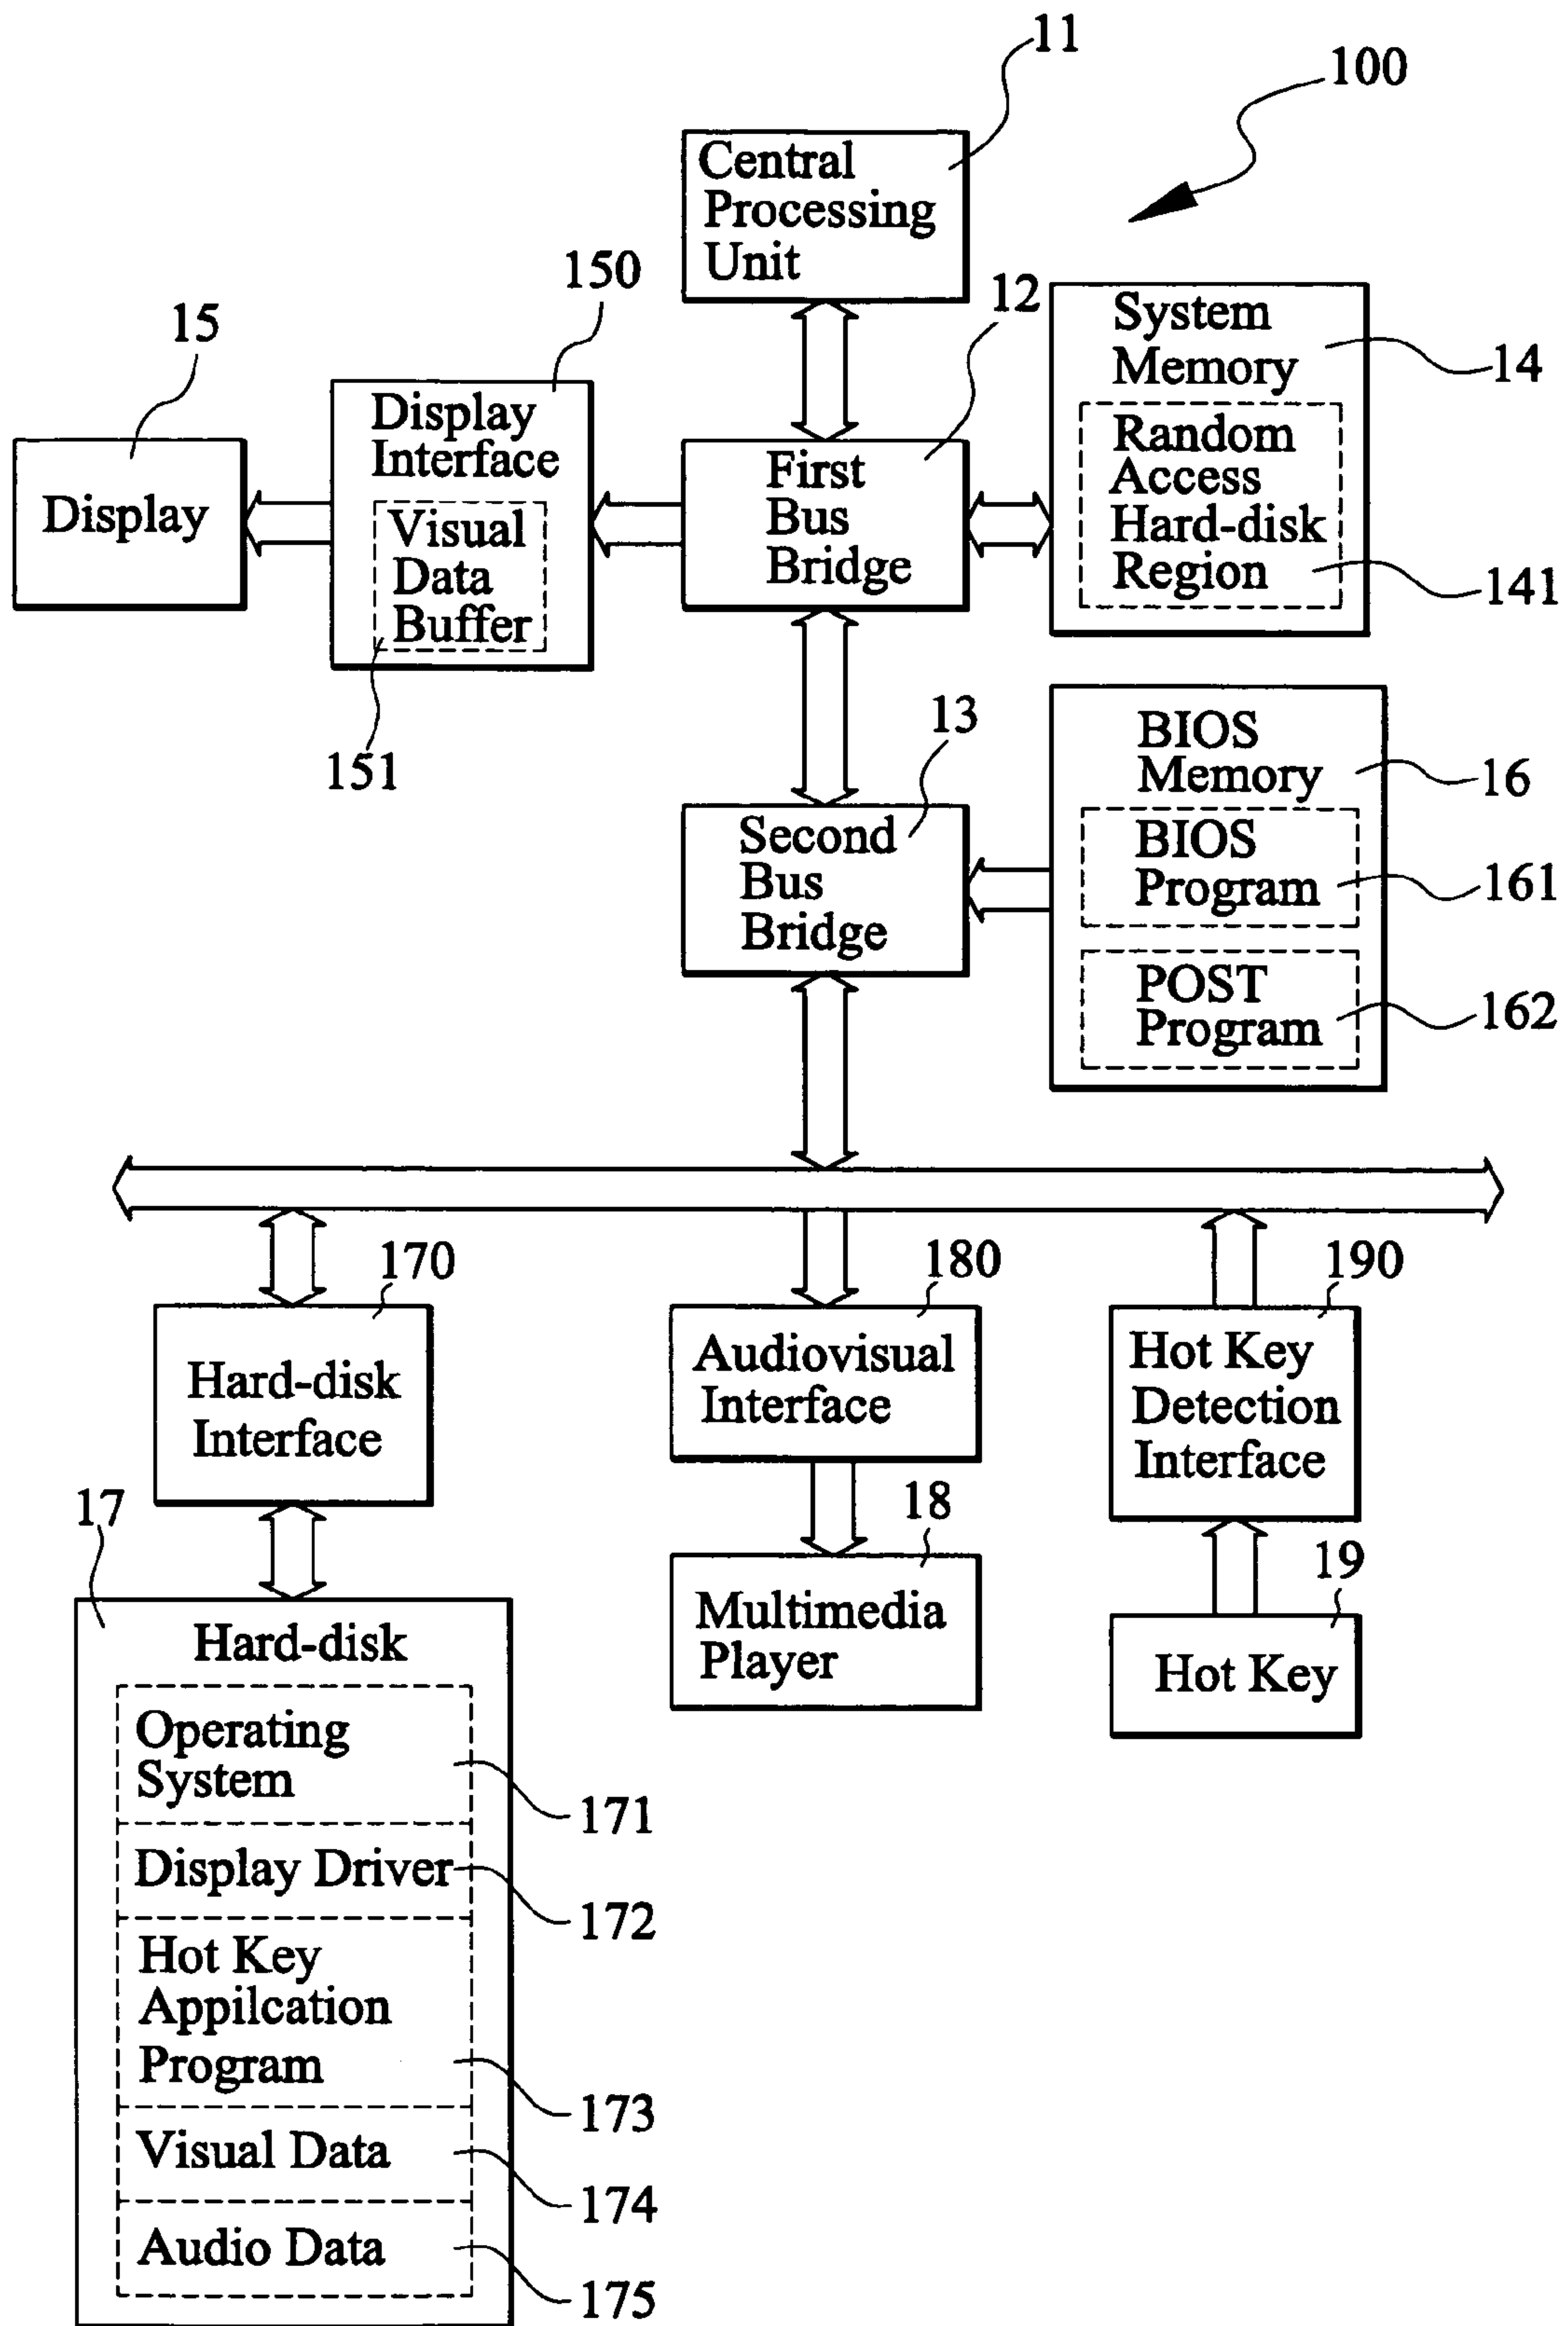 11
100
Central
Processing
Unit
150
12
15
System
Memory
14
Random
Access
Hard-disk
Region
141
Display
Interface
Visual
Data
Buffer
151
Display
First
Bus
Bridge
13
Second
Bus
Bridge
BIOS
Memory
16
BIOS
Program
161
POST
Program
162
170
180
190
Hard-disk
Interface
Audiovisual
Interface
Hot Key
Detection
Interface
17
18
19
Hard-disk
Multimedia
Player
Hot Key
Operating
System
171
Display Driver
172
Hot Key
Appilcation
Program
173
Visual Data
174
Audio Data
175